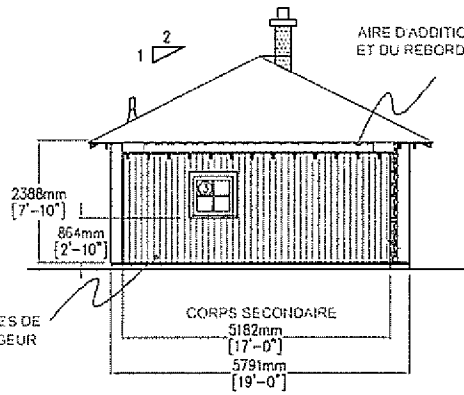 2
1
AIRE D'ADDITIO
ET DU REBORD
2388mm
[7'-10"]
864mm
[2'-10"]
3
ES DE
GEUR
CORPS SECONDAIRE
5182mm
[17'-0"]
5791mm
[19'-0"]